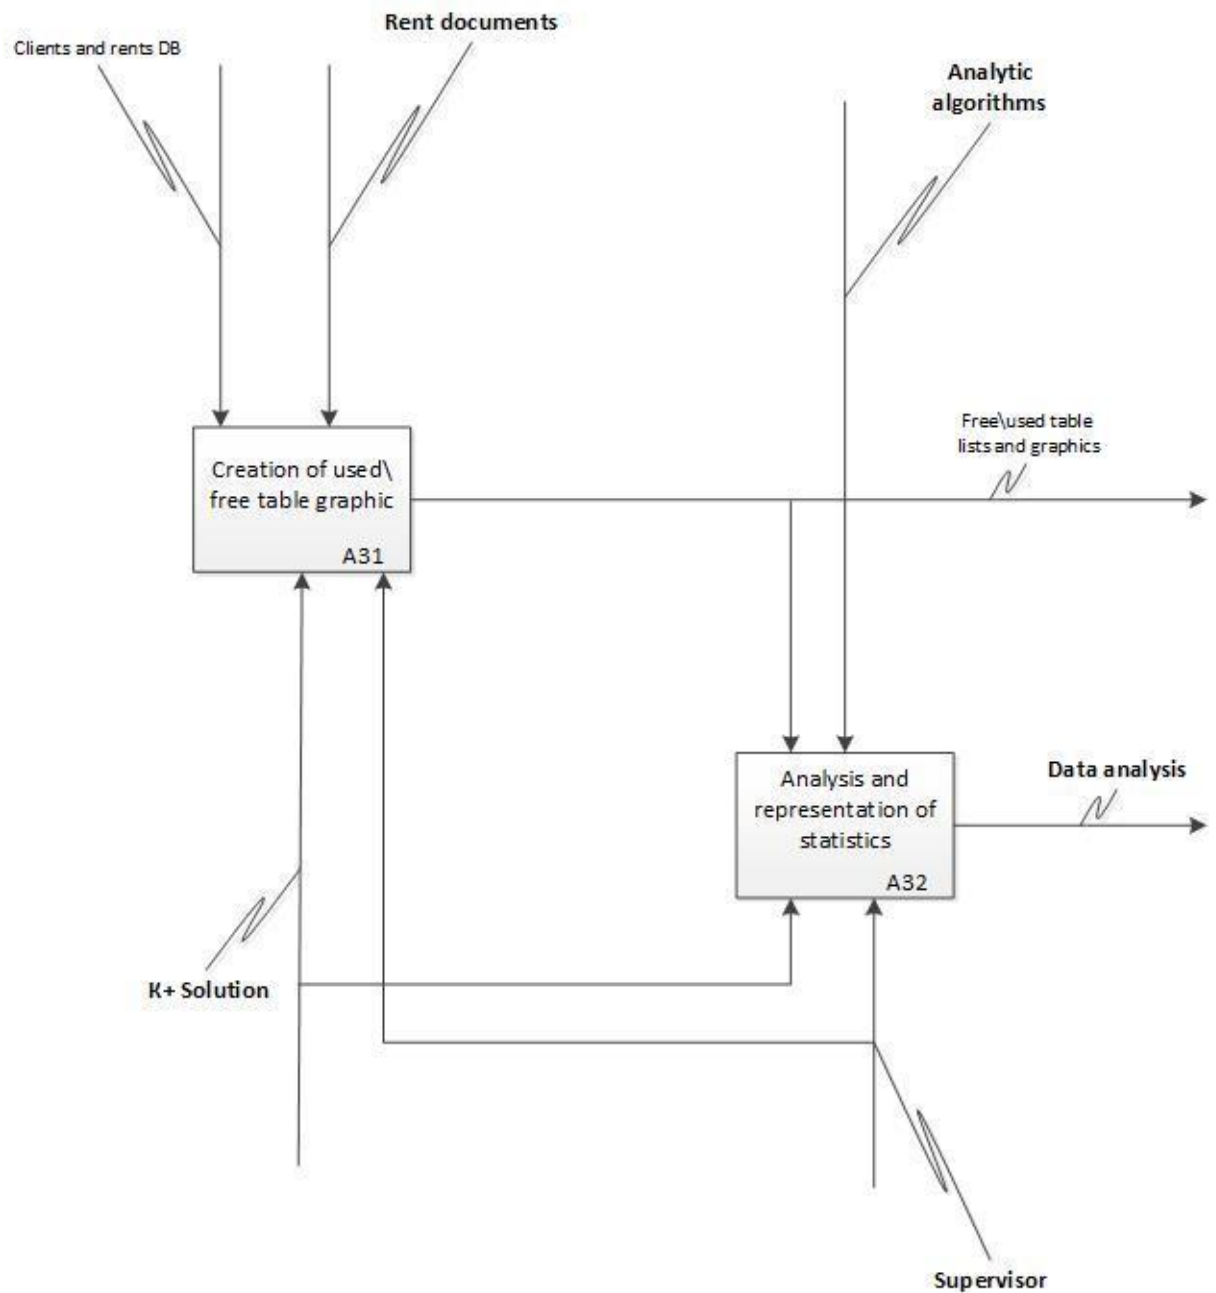 Rent documents
Clients and rents DB
Analytic
algorithms
Free\used table
lists and graphics
Creation of used\
free table graphic
A31
Data analysis
Analysis and
representation of
statistics
A32
K+ Solution
Supervisor